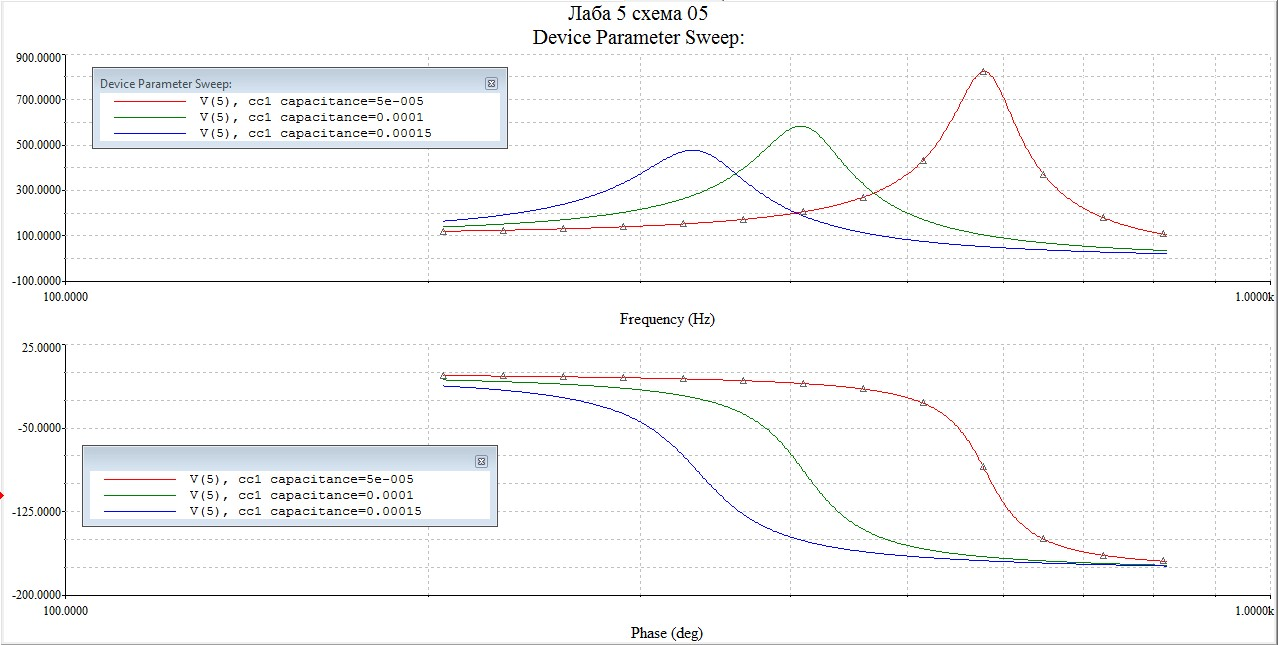 Лаба 5 схема 05
Device Parameter Sweep:
900.0000
700.0000
500.0000
300.0000
100.0000
-100.0000
Device Parameter Sweep:
V(5), cc1 capacitance=5e-005
V(5), cc1 capacitance=0.0001
V(5), cc1 capacitance=0.00015
100.0000
1.0000k
Frequency (Hz)
25.0000
-50.0000
-125.0000
-200.0000
V(5), cc1 capacitance=5e-005
V(5), cc1 capacitance=0.0001
V(5), cc1 capacitance=0.00015
100.0000
1.0000k
Phase (deg)